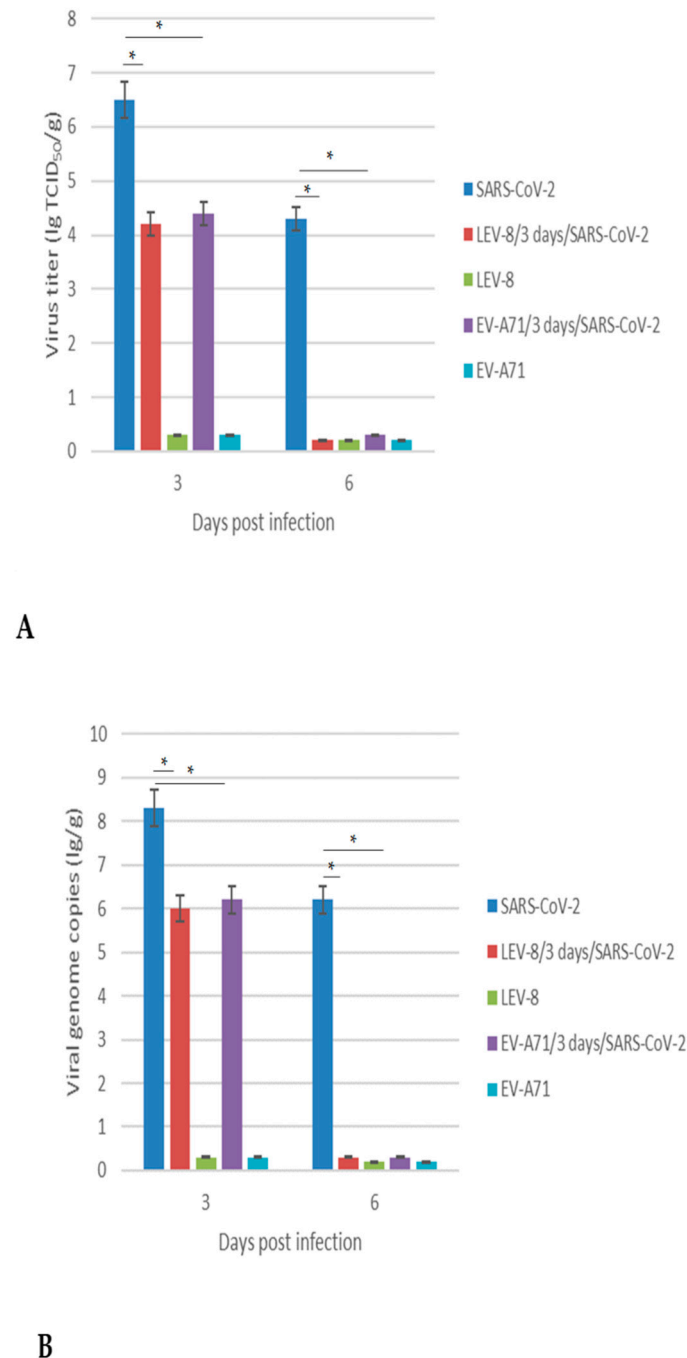 8
*
7
*
6
5
*
*
4
3
2
1
0
Virus titer (lg TCID₅₀/g)
3 6
Days post infection
SARS-CoV-2
LEV-8/3 days/SARS-CoV-2
LEV-8
EV-A71/3 days/SARS-CoV-2
EV-A71
A
10
*
9
*
8
7
*
*
6
5
4
3
2
1
0
Viral genome copies (lg/g)
3 6
Days post infection
SARS-CoV-2
LEV-8/3 days/SARS-CoV-2
LEV-8
EV-A71/3 days/SARS-CoV-2
EV-A71
B